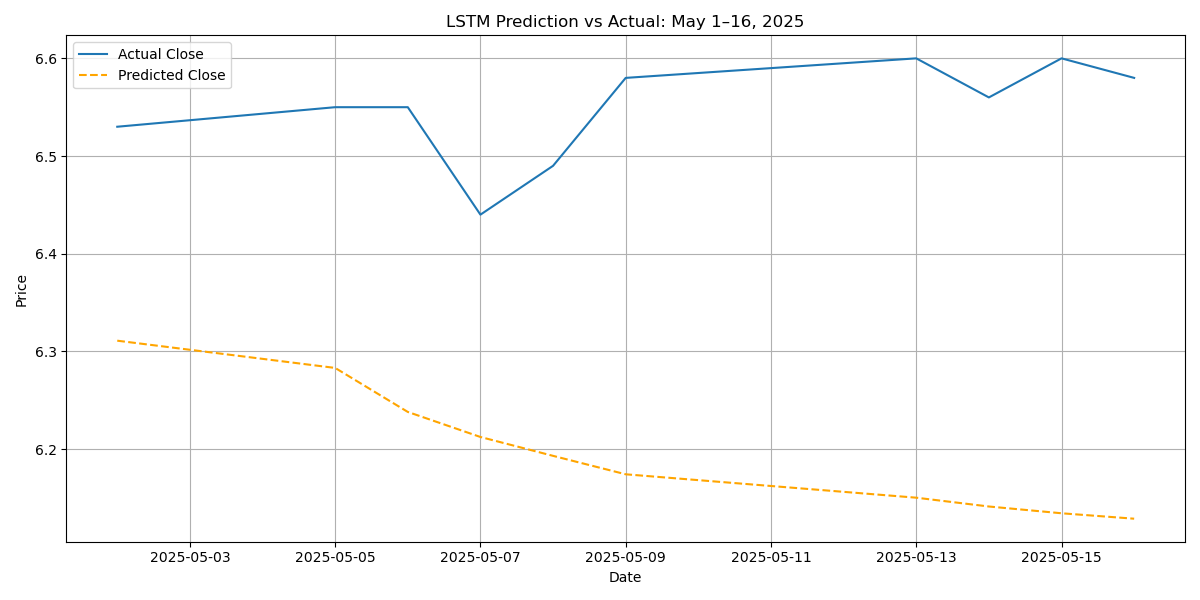 LSTM Prediction vs Actual: May 1–16, 2025
Actual Close
Predicted Close
Price
6.6
6.5
6.4
6.3
6.2
2025-05-03 2025-05-05 2025-05-07 2025-05-09 2025-05-11 2025-05-13 2025-05-15
Date